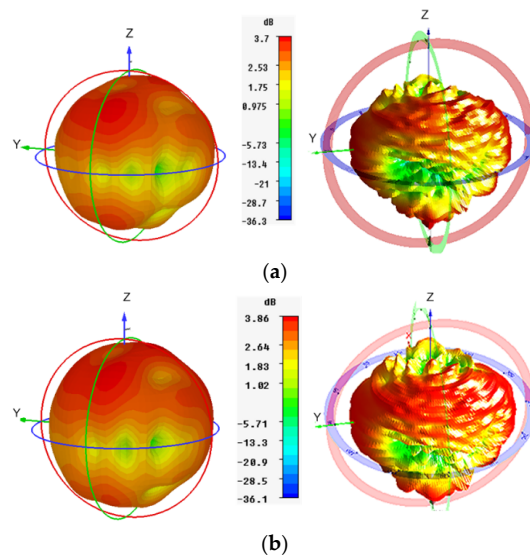 Z
Y
dB
3.7
2.53
1.75
0.975
-5.73
-13.4
-21
-28.7
-36.3
Z
Y
(a)
Z
Y
dB
3.86
2.64
1.83
1.02
-5.71
-13.3
-20.9
-28.5
-36.1
Z
X
Y
(b)